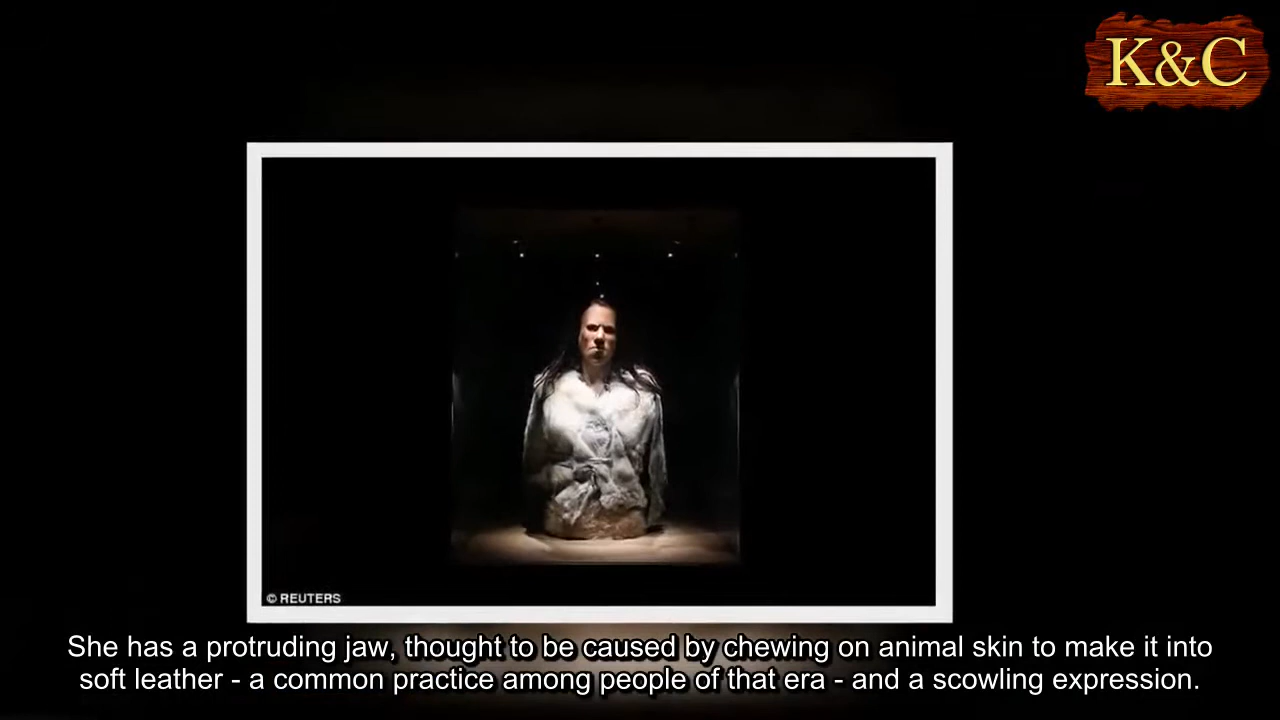 K&C
© REUTERS
She has a protruding jaw, thought to be caused by chewing on animal skin to make it into
soft leather - a common practice among people of that era - and a scowling expression.